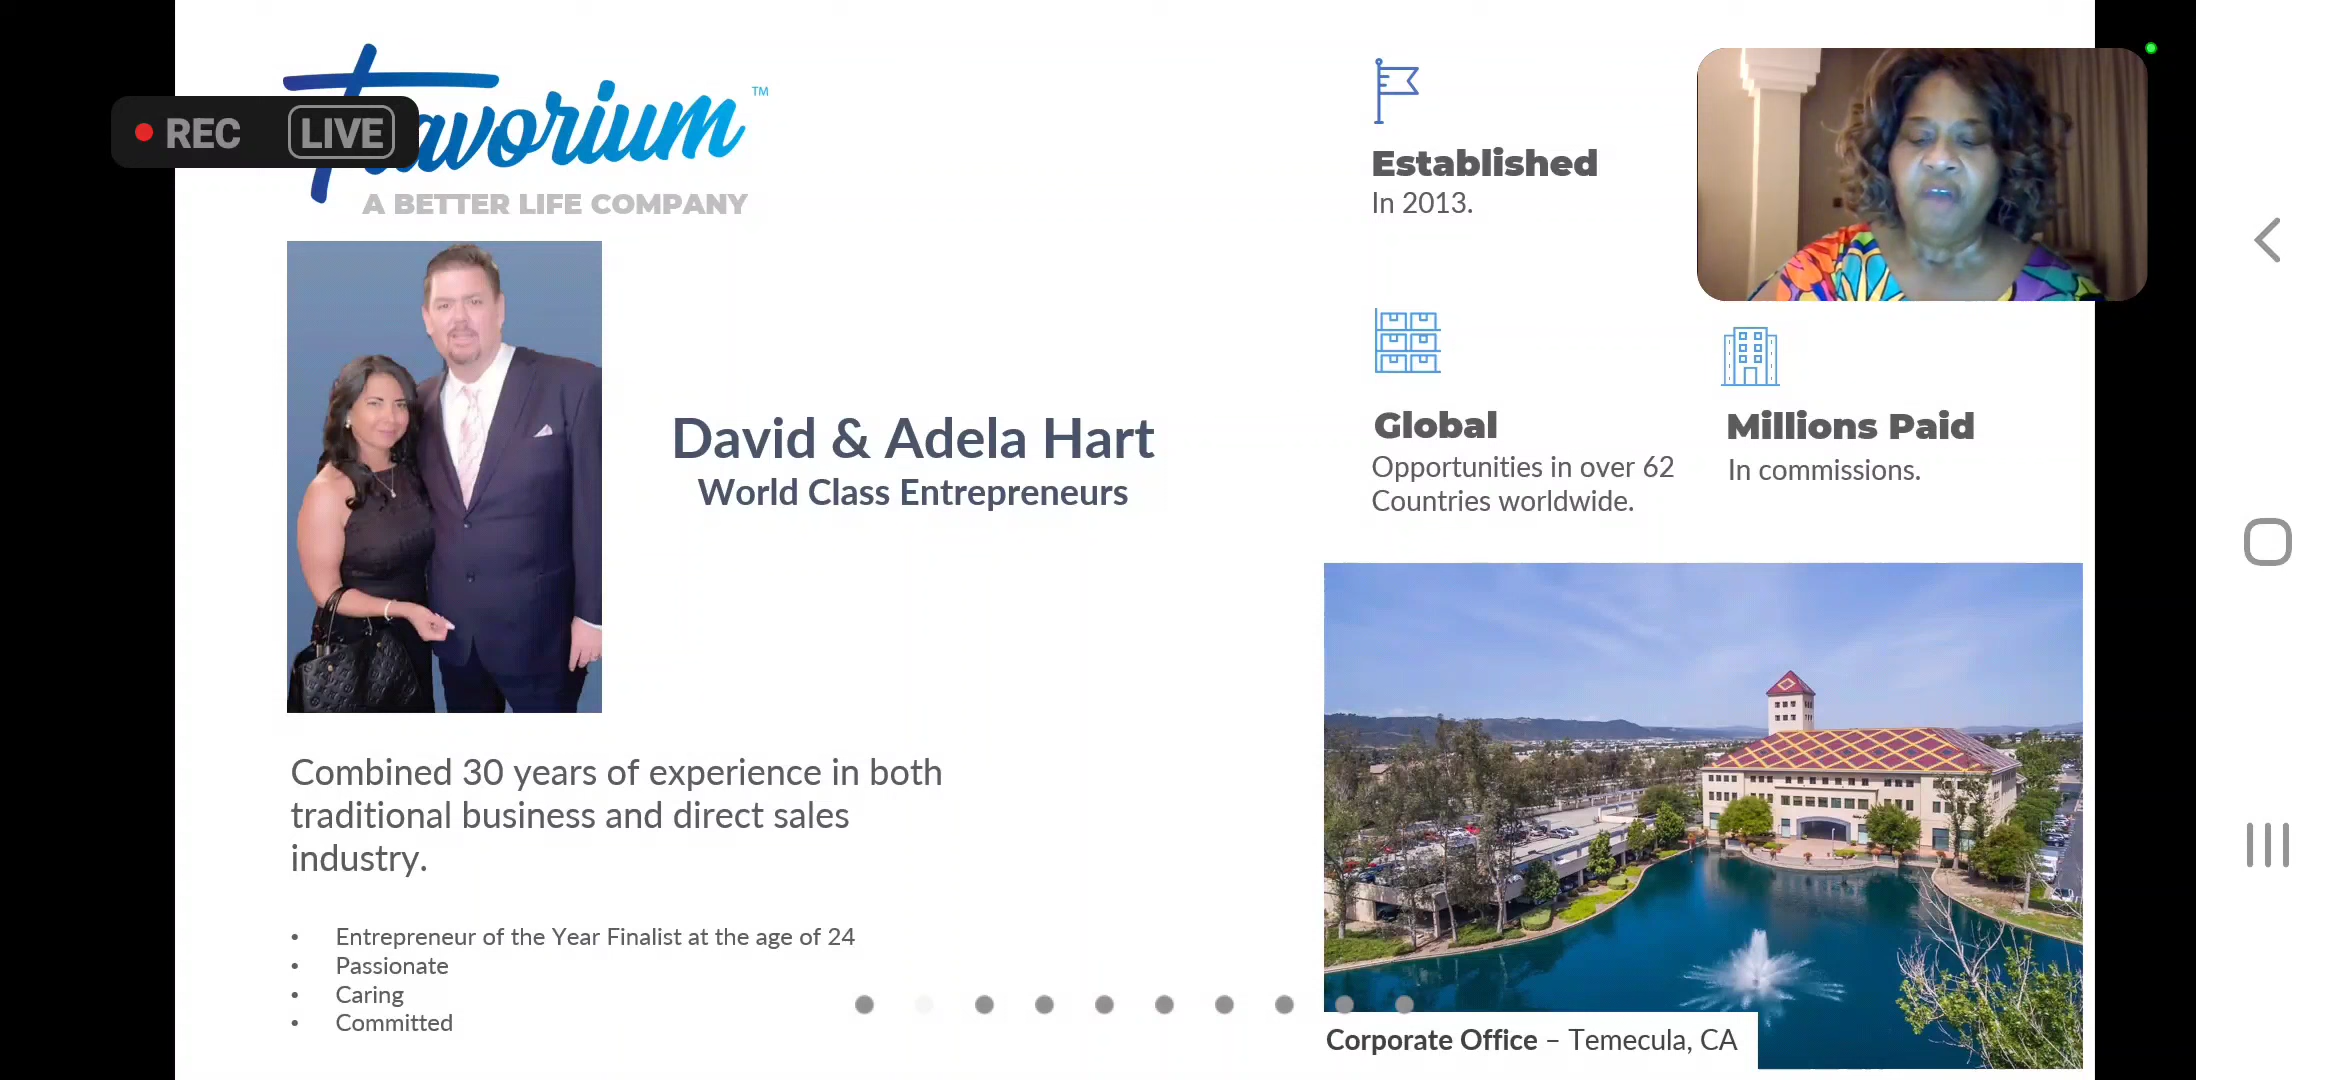 REC LIVE
avorium
TM
A BETTER LIFE COMPANY
David & Adela Hart
World Class Entrepreneurs
Combined 30 years of experience in both
traditional business and direct sales
industry.
• Entrepreneur of the Year Finalist at the age of 24
• Passionate
• Caring
• Committed
Established
In 2013.
Global
Opportunities in over 62
Countries worldwide.
Millions Paid
In commissions.
Corporate Office – Temecula, CA